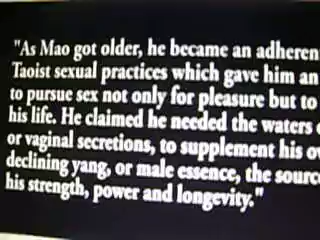 "As Mao got older, he became an adheren
Taoist sexual practices which gave him an
to pursue sex not only for pleasure but to
his life. He claimed he needed the waters
or vaginal secretions, to supplement his
declining yang, or male essence, the sourc
his strength, power and longevity."